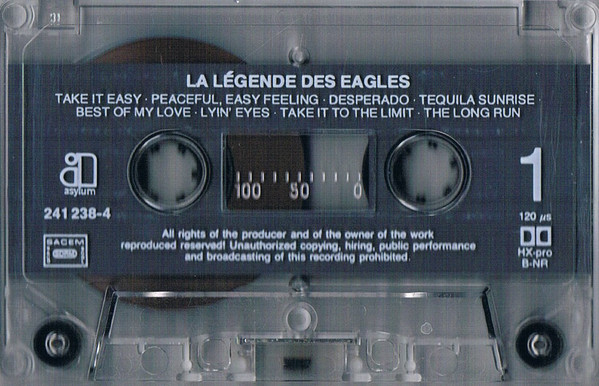 LA LÉGENDE DES EAGLES
TAKE IT EASY · PEACEFUL, EASY FEELING · DESPERADO · TEQUILA SUNRISE ·
BEST OF MY LOVE · LYIN' EYES · TAKE IT TO THE LIMIT · THE LONG RUN
asylum
241 238-4
SACEM
100 50 0
1
120 µs
HX-pro
B-NR
All rights of the producer and of the owner of the work
reproduced reserved! Unauthorized copying, hiring, public performance
and broadcasting of this recording prohibited.